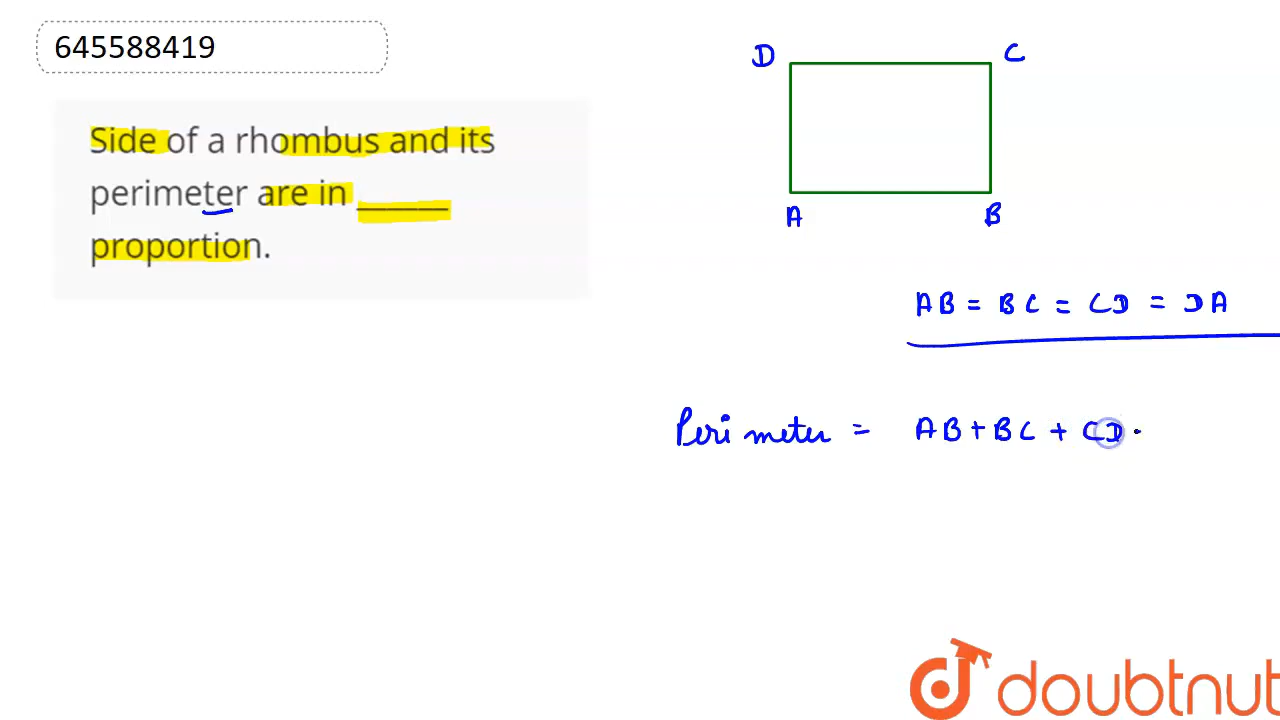 645588419
Side of a rhombus and its
perimeter are in ______
proportion.
D C
A B
AB = BC = CD = DA
Perimeter = AB + BC + CD
doubtnut